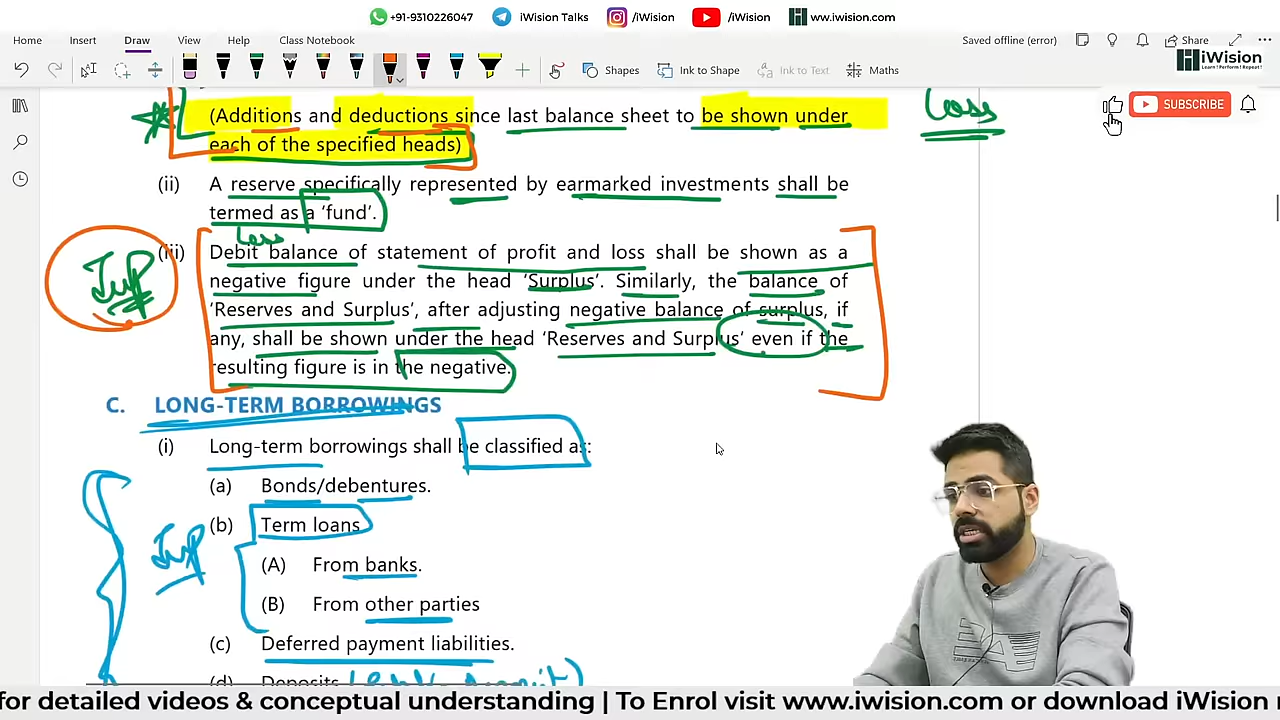 +91-9310226047 iWision Talks /iWision /iWision ww.iwision.com
Home Insert Draw View Help Class Notebook Saved offline (error) Share
Shapes Ink to Shape Ink to Text Maths
iWision
Learn ! Perform ! Repeat !
SUBSCRIBE
Loss
(Additions and deductions since last balance sheet to be shown under
each of the specified heads)
(ii) A reserve specifically represented by earmarked investments shall be
termed as a ‘fund’.
Loss
Imp
(iii) Debit balance of statement of profit and loss shall be shown as a
negative figure under the head ‘Surplus’. Similarly, the balance of
‘Reserves and Surplus’, after adjusting negative balance of surplus, if
any, shall be shown under the head ‘Reserves and Surplus’ even if the
resulting figure is in the negative.
C. LONG-TERM BORROWINGS
(i) Long-term borrowings shall be classified as:
(a) Bonds/debentures.
Imp
(b) Term loans
(A) From banks.
(B) From other parties
(c) Deferred payment liabilities.
(d) Deposits
for detailed videos & conceptual understanding | To Enrol visit www.iwision.com or download iWision